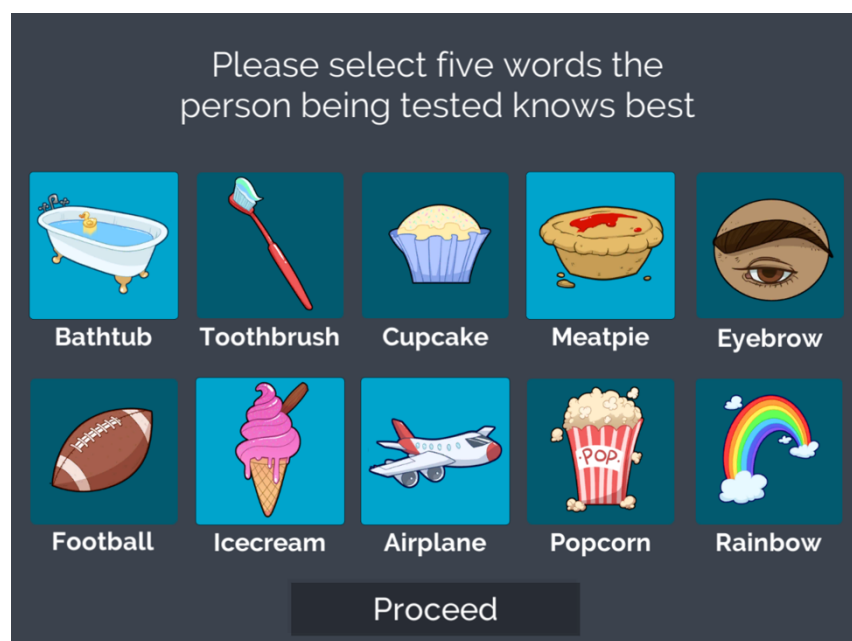 Please select five words the
person being tested knows best
Bathtub Toothbrush Cupcake Meatpie Eyebrow
POP
Football Icecream Airplane Popcorn Rainbow
Proceed